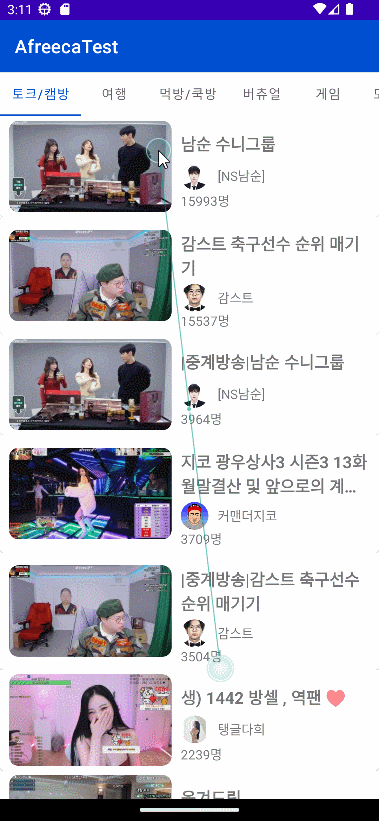 3:11
AfreecaTest
토크/캠방 여행 먹방/쿡방 버츄얼 게임
남순 수니그룹
[NS남순]
15993명
감스트 축구선수 순위 매기
기
감스트
15537명
|중계방송|남순 수니그룹
[NS남순]
3964명
지코 광우상사3 시즌3 13화
월말결산 및 앞으로의 계...
커맨더지코
3709명
|중계방송|감스트 축구선수
순위 매기기
감스트
3504명
생) 1442 방셀 , 역팬 ❤️
탱글다희
2239명